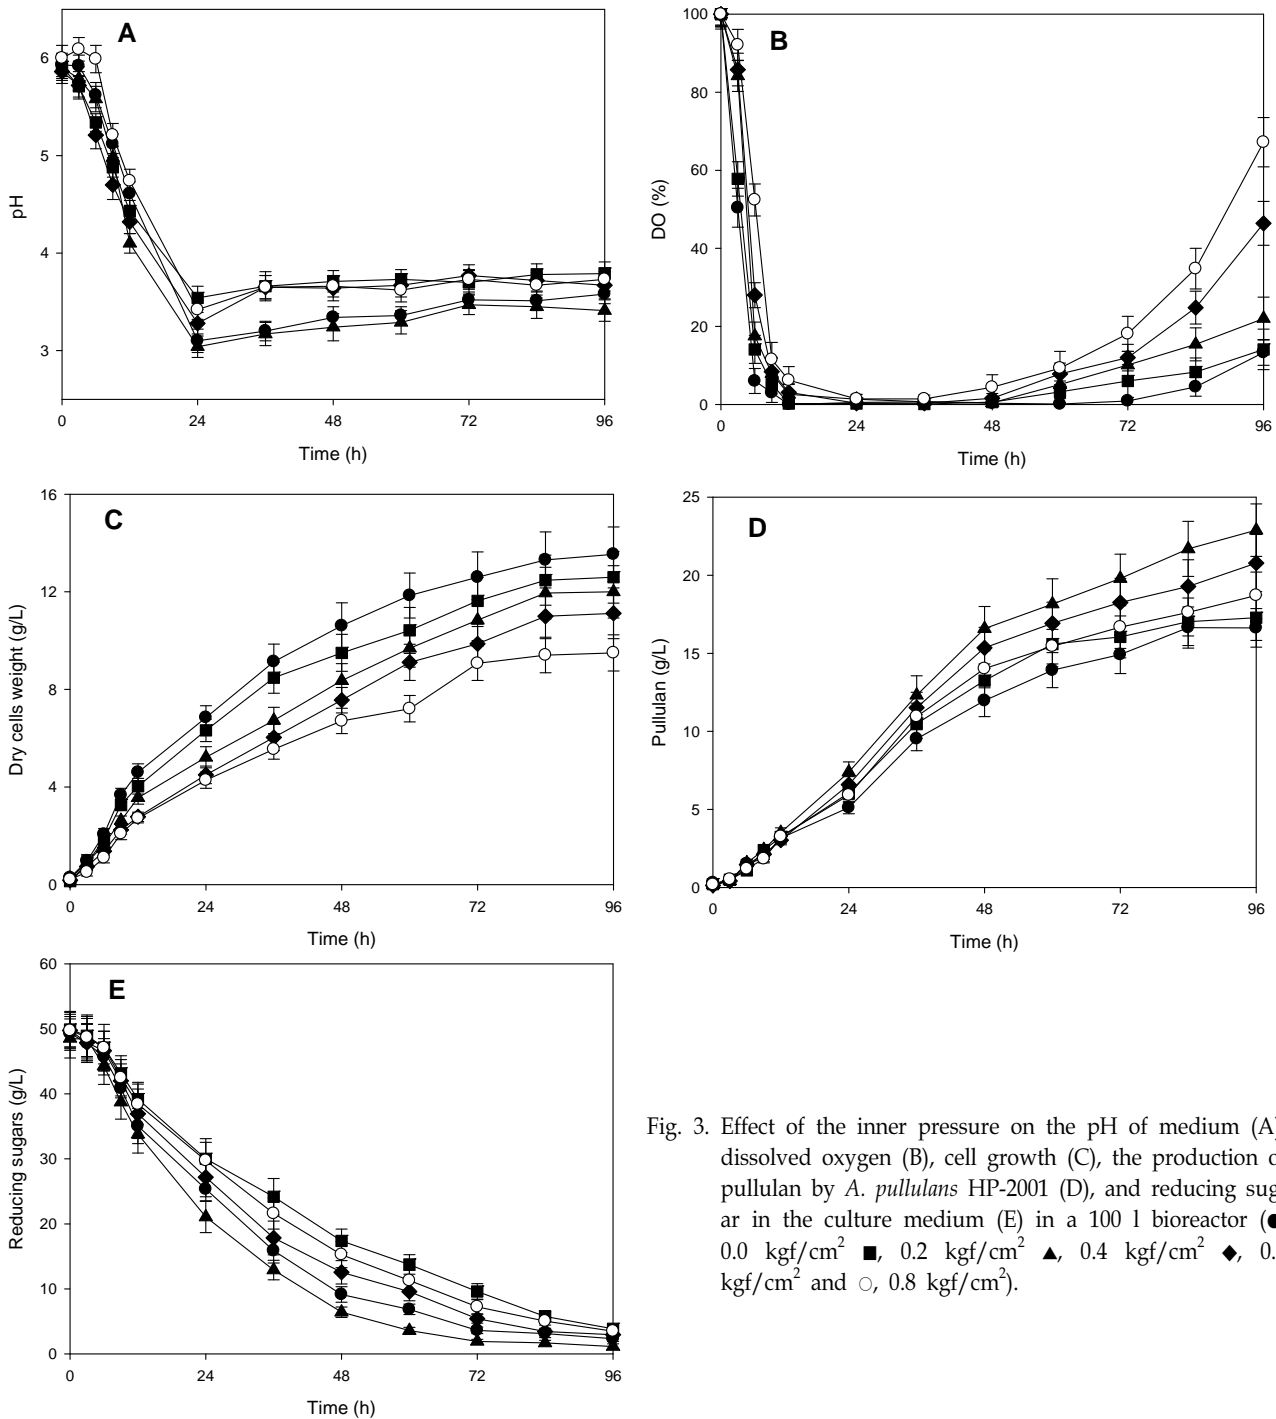 A
6
5
4
3
pH
0
24
48
72
96
Time (h)
B
100
80
60
40
20
0
DO (%)
0
24
48
72
96
Time (h)
C
16
12
8
4
0
Dry cells weight (g/L)
0
24
48
72
96
Time (h)
D
25
20
15
10
5
0
Pullulan (g/L)
0
24
48
72
96
Time (h)
E
60
50
40
30
20
10
0
Reducing sugars (g/L)
0
24
48
72
96
Time (h)
Fig. 3. Effect of the inner pressure on the pH of medium (A)
dissolved oxygen (B), cell growth (C), the production o
pullulan by A. pullulans HP-2001 (D), and reducing sug
ar in the culture medium (E) in a 100 l bioreactor (●
0.0 kgf/cm² ■, 0.2 kgf/cm² ▲, 0.4 kgf/cm² ◆, 0.
kgf/cm² and ○, 0.8 kgf/cm²).